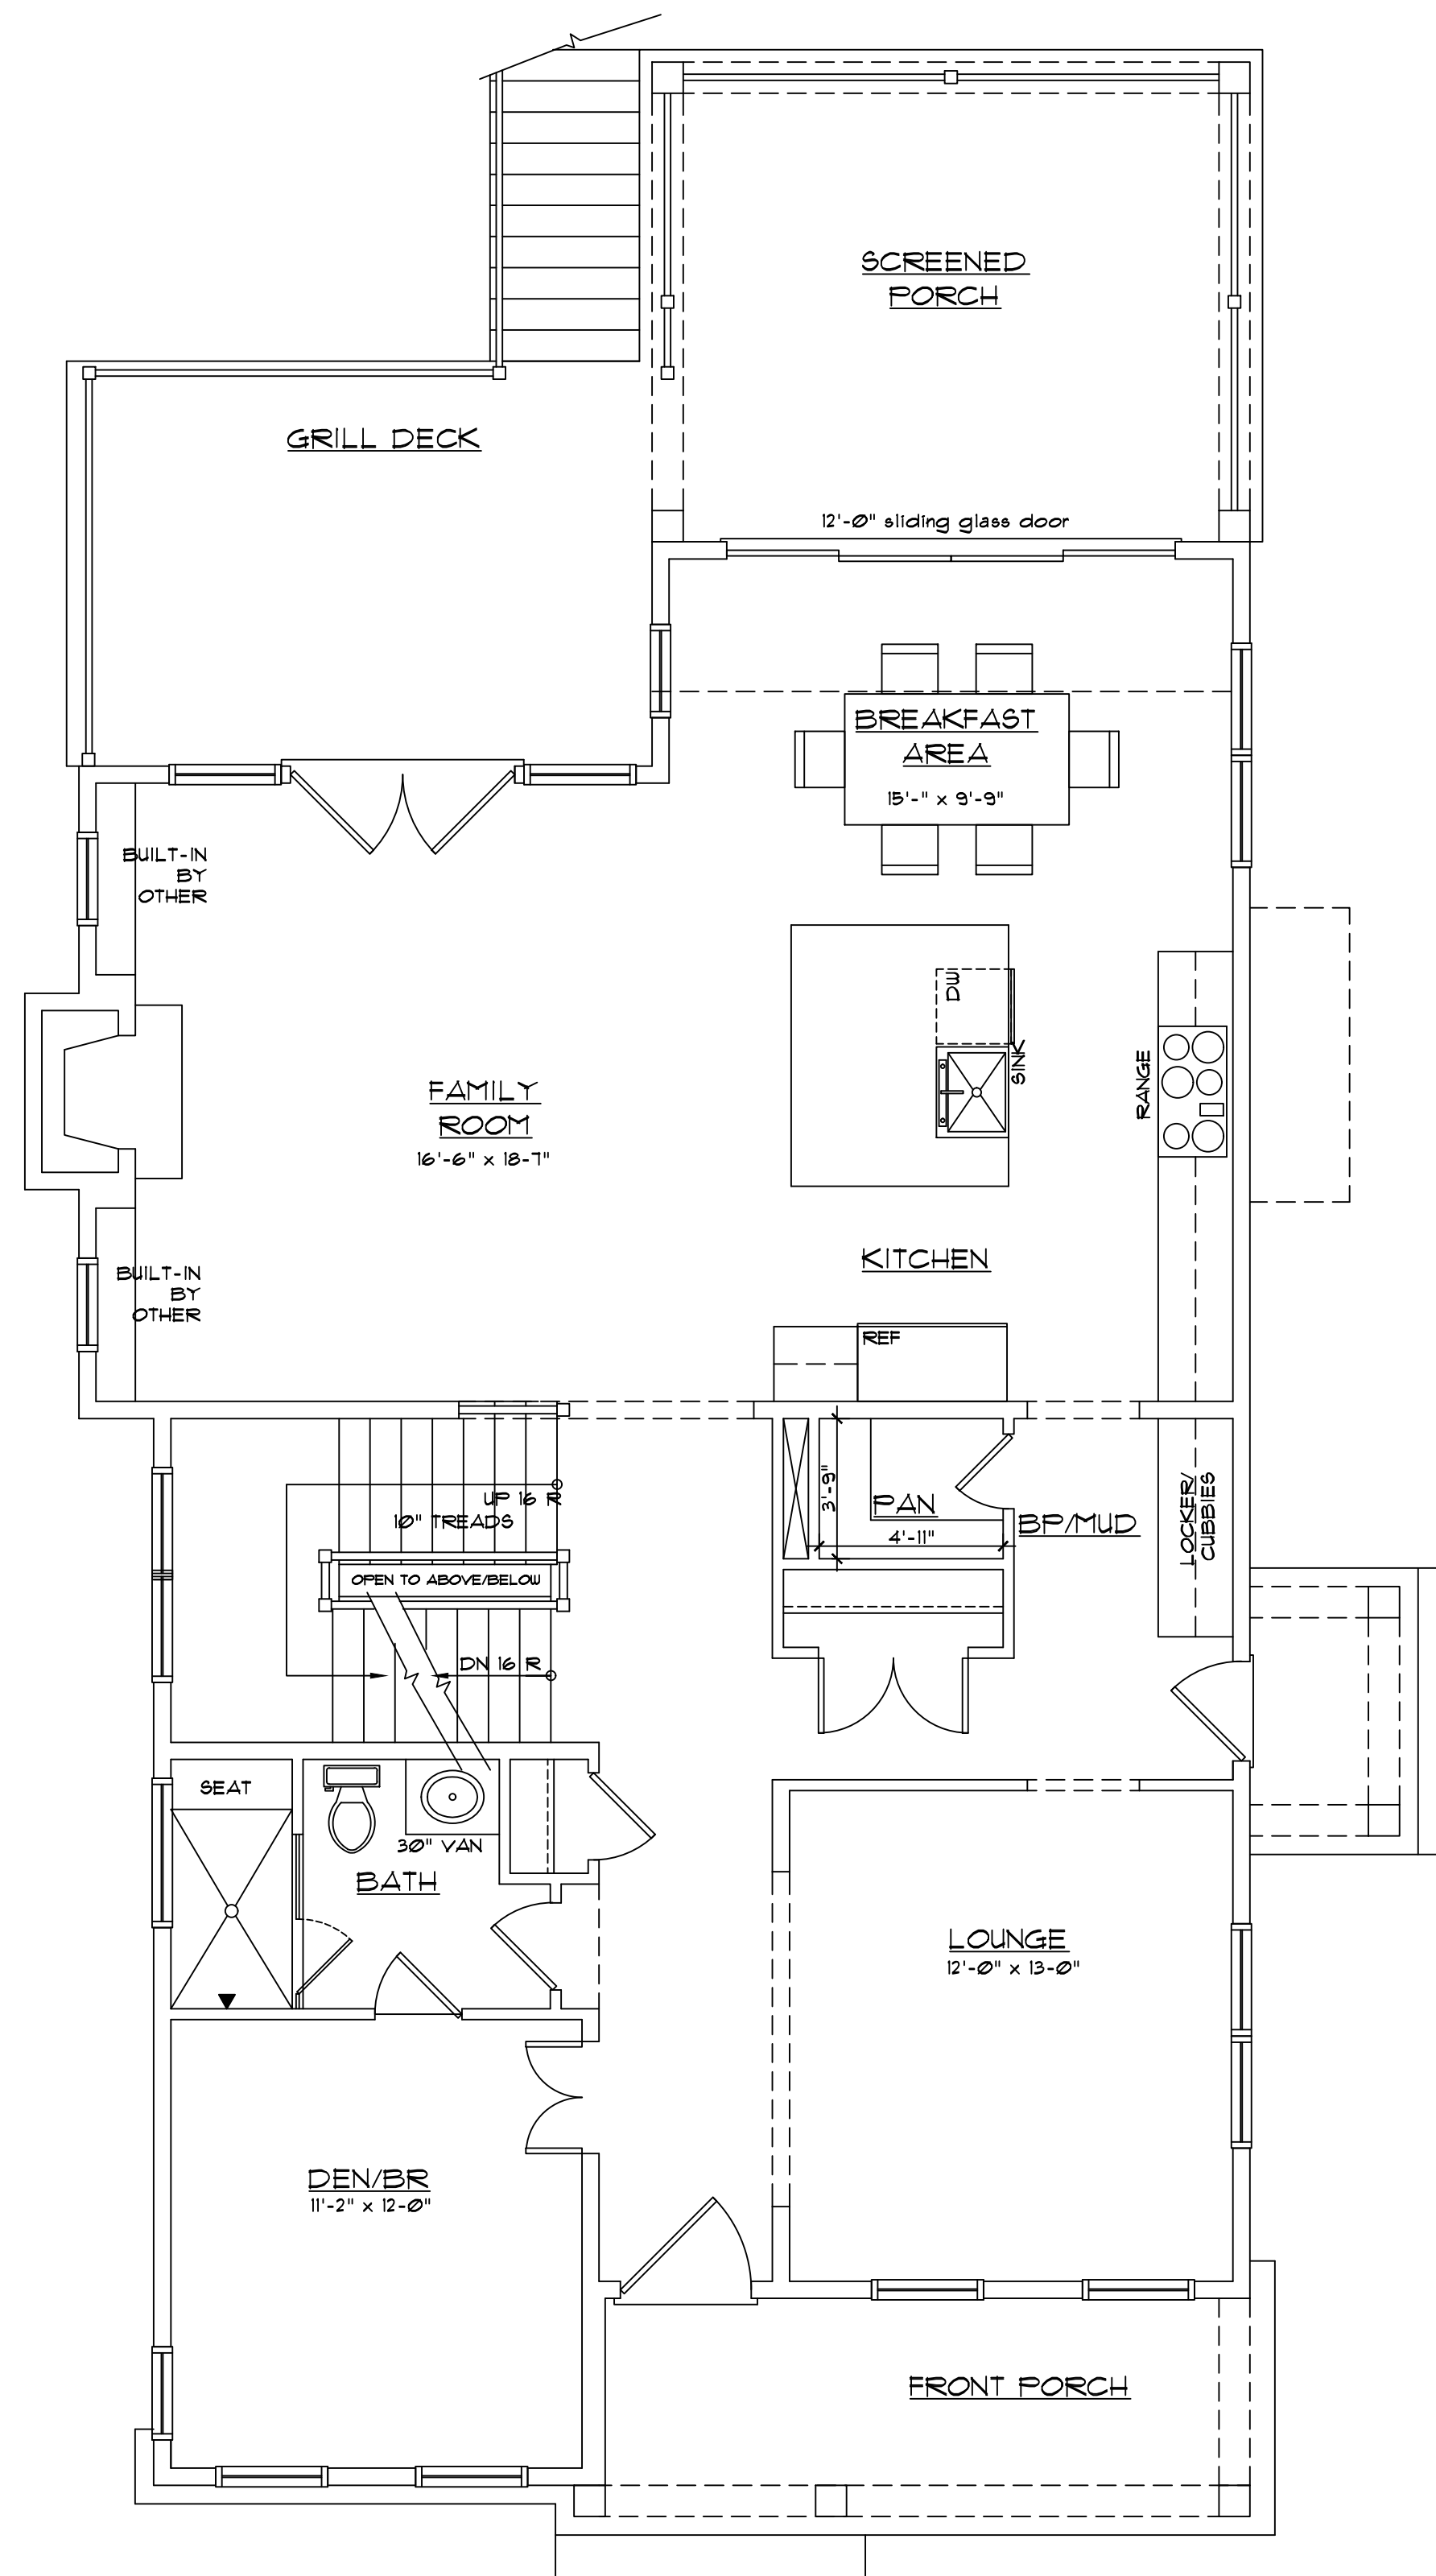 SCREENED
PORCH
GRILL DECK
12'-0" sliding glass door
BREAKFAST
AREA
15'-" x 9'-9"
BUILT-IN
BY
OTHER
DW
SINK
RANGE
FAMILY
ROOM
16'-6" x 18-7"
KITCHEN
BUILT-IN
BY
OTHER
REF
UP 16 R
10" TREADS
3'-9"
PAN
4'-11"
BP/MUD
LOCKER/
CUBBIES
OPEN TO ABOVE/BELOW
DN 16 R
SEAT
30" VAN
BATH
LOUNGE
12'-0" x 13-0"
DEN/BR
11'-2" x 12-0"
FRONT PORCH